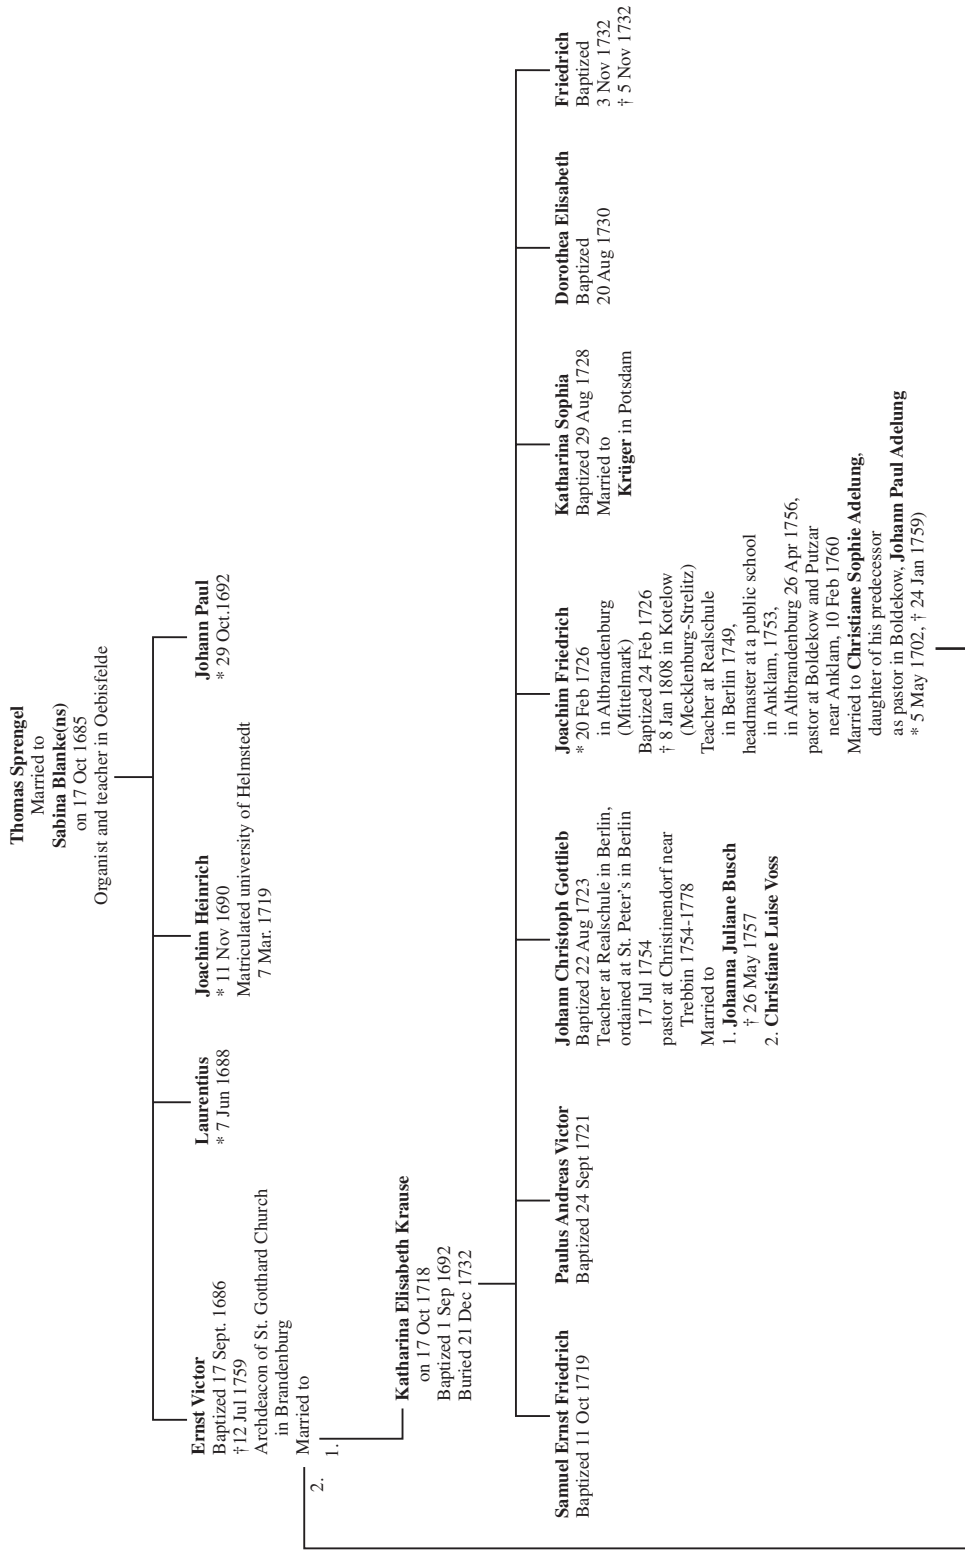 Thomas Sprengel
Married to
Sabina Blanke(ns)
on 17 Oct 1685
Organist and teacher in Oebisfelde
Ernst Victor
Baptized 17 Sept. 1686
†12 Jul 1759
Archdeacon of St. Gotthard Church
in Brandenburg
Married to
1.
2.
Laurentius
* 7 Jun 1688
Joachim Heinrich
* 11 Nov 1690
Matriculated university of Helmstedt
7 Mar. 1719
Johann Paul
* 29 Oct.1692
Katharina Elisabeth Krause
on 17 Oct 1718
Baptized 1 Sep 1692
Buried 21 Dec 1732
Samuel Ernst Friedrich
Baptized 11 Oct 1719
Paulus Andreas Victor
Baptized 24 Sept 1721
Johann Christoph Gottlieb
Baptized 22 Aug 1723
Teacher at Realschule in Berlin,
ordained at St. Peter's in Berlin
17 Jul 1754
pastor at Christinendorf near
Trebbin 1754-1778
Married to
1. Johanna Juliane Busch
† 26 May 1757
2. Christiane Luise Voss
Joachim Friedrich
* 20 Feb 1726
in Altbrandenburg
(Mittelmark)
Baptized 24 Feb 1726
† 8 Jan 1808 in Kotelow
(Mecklenburg-Strelitz)
Teacher at Realschule
in Berlin 1749,
headmaster at a public school
in Anklam, 1753,
in Altbrandenburg 26 Apr 1756,
pastor at Boldekow and Putzar
near Anklam, 10 Feb 1760
Married to Christiane Sophie Adelung,
daughter of his predecessor
as pastor in Boldekow, Johann Paul Adelung
* 5 May 1702, † 24 Jan 1759)
Katharina Sophia
Baptized 29 Aug 1728
Married to
Krüger in Potsdam
Dorothea Elisabeth
Baptized
20 Aug 1730
Friedrich
Baptized
3 Nov 1732
† 5 Nov 1732